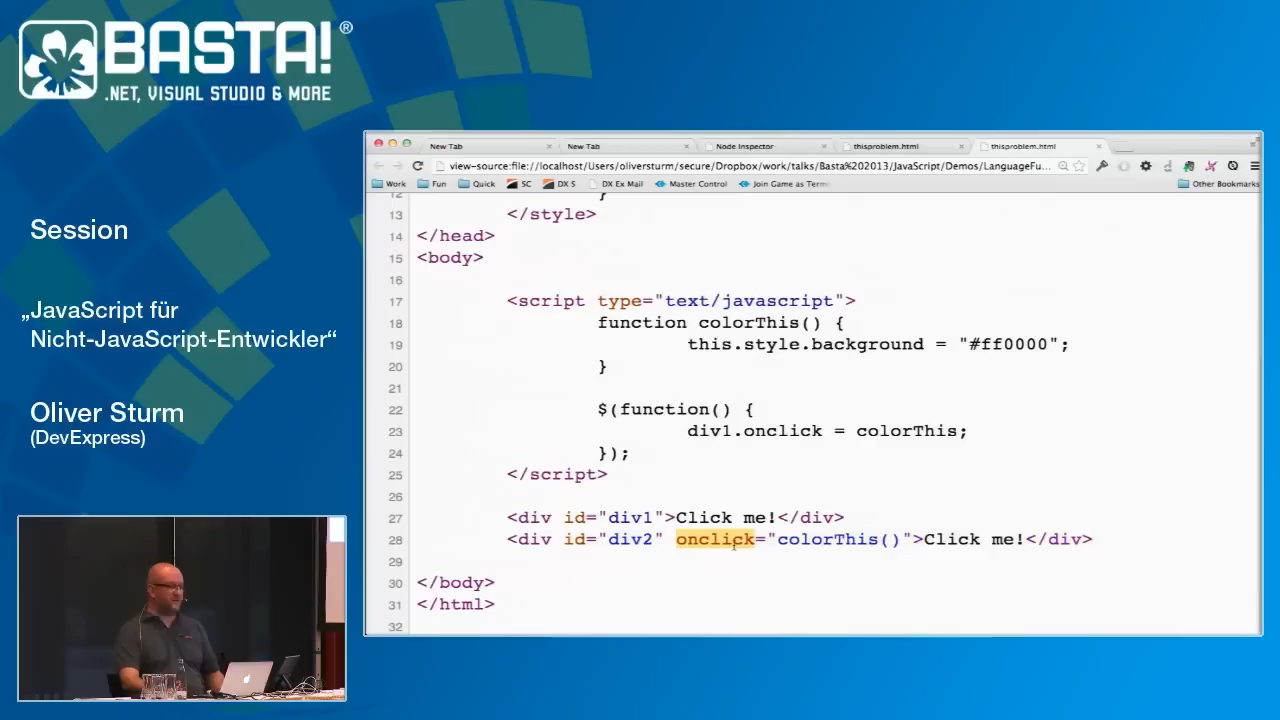 BASTA!®
.NET, VISUAL STUDIO & MORE
Session
„JavaScript für
Nicht-JavaScript-Entwickler“
Oliver Sturm
(DevExpress)
New Tab
New Tab
Node Inspector
thisproblem.html
thisproblem.html
view-source:file://localhost/Users/oliversturm/secure/Dropbox/work/talks/Basta%202013/JavaScript/Demos/LanguageFu...
Work Fun Quick SC DX S DX Ex Mail Master Control Join Game as Term Other Bookmarks
12 }
13 </style>
14 </head>
15 <body>
16
17 <script type="text/javascript">
18 function colorThis() {
19 this.style.background = "#ff0000";
20 }
21
22 $(function() {
23 div1.onclick = colorThis;
24 });
25 </script>
26
27 <div id="div1">Click me!</div>
28 <div id="div2" onclick="colorThis()">Click me!</div>
29
30 </body>
31 </html>
32